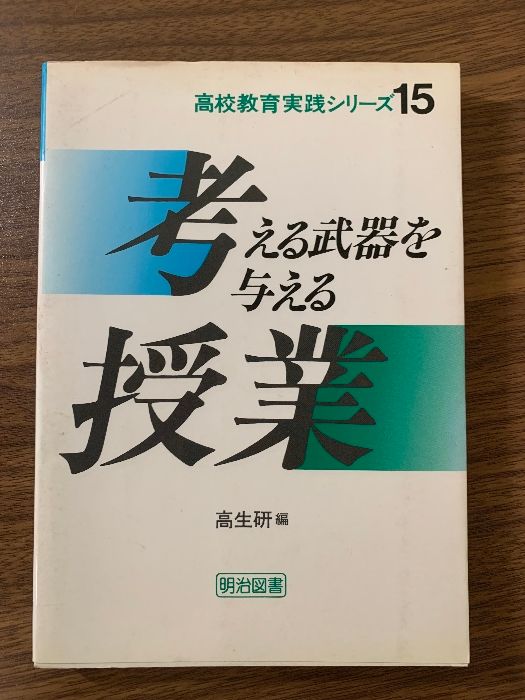 高校教育実践シリーズ15
考える武器を
与える
授業
高生研編
明治図書